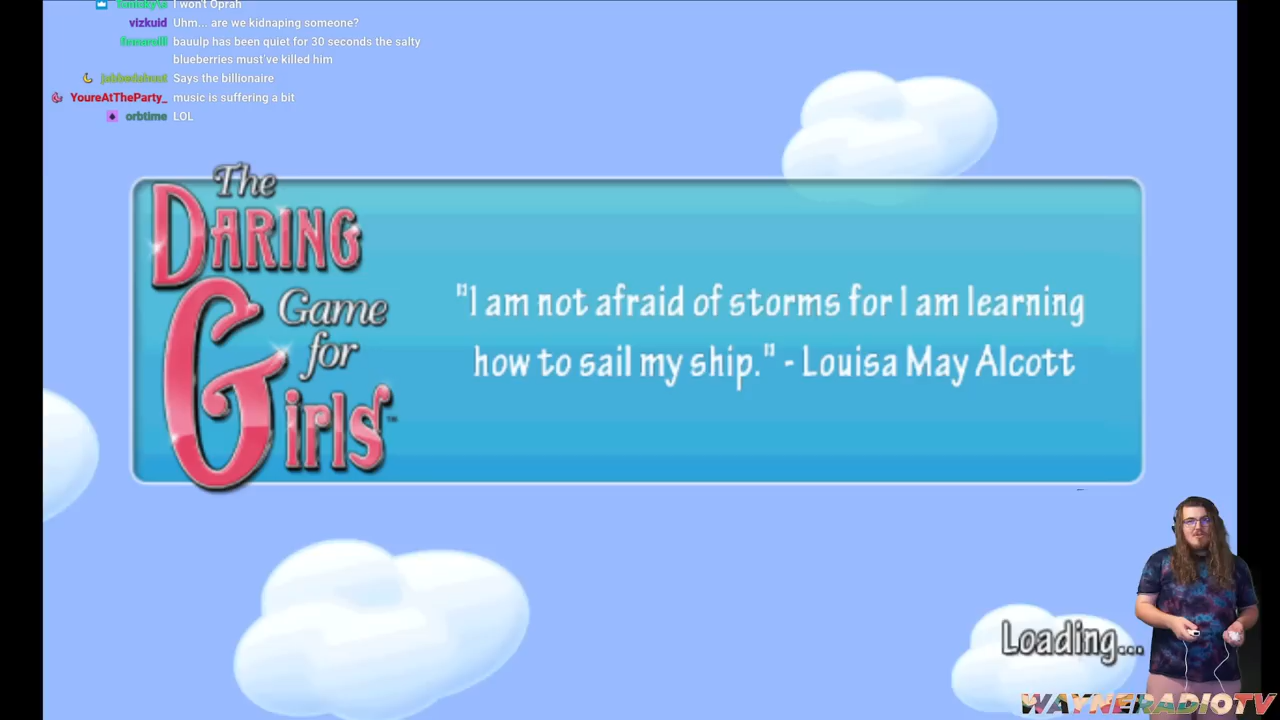 I won't Oprah
vizkuid Uhm... are we kidnaping someone?
bauulp has been quiet for 30 seconds the salty
blueberries must've killed him
Says the billionaire
YoureAtTheParty_ music is suffering a bit
orbtime LOL
The
DARING
Game
for
Girls™
"I am not afraid of storms for I am learning
how to sail my ship." - Louisa May Alcott
Loading...
WAYNERADIOTV